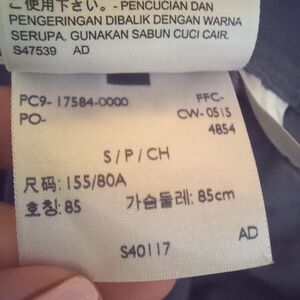 ご使用下さい。- PENCUCIAN DAN
PENGERINGAN DIBALIK DENGAN WARNA
SERUPA. GUNAKAN SABUN CUCI CAIR.
S47539 AD
PC9- 17584-0000 FFC-
PO- CW- 0515
4854
S / P / CH
尺码: 155/80A
호칭: 85 가슴둘레: 85cm
AD
S40117